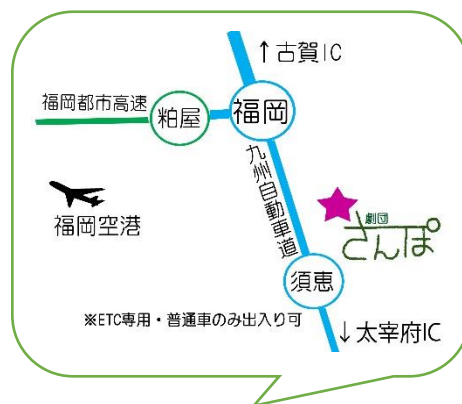 ↑古賀IC
福岡都市高速
粕屋
福岡
九州自動車道
福岡空港
劇団
さんぽ
須恵
※ETC専用・普通車のみ出入り可
↓太宰府IC